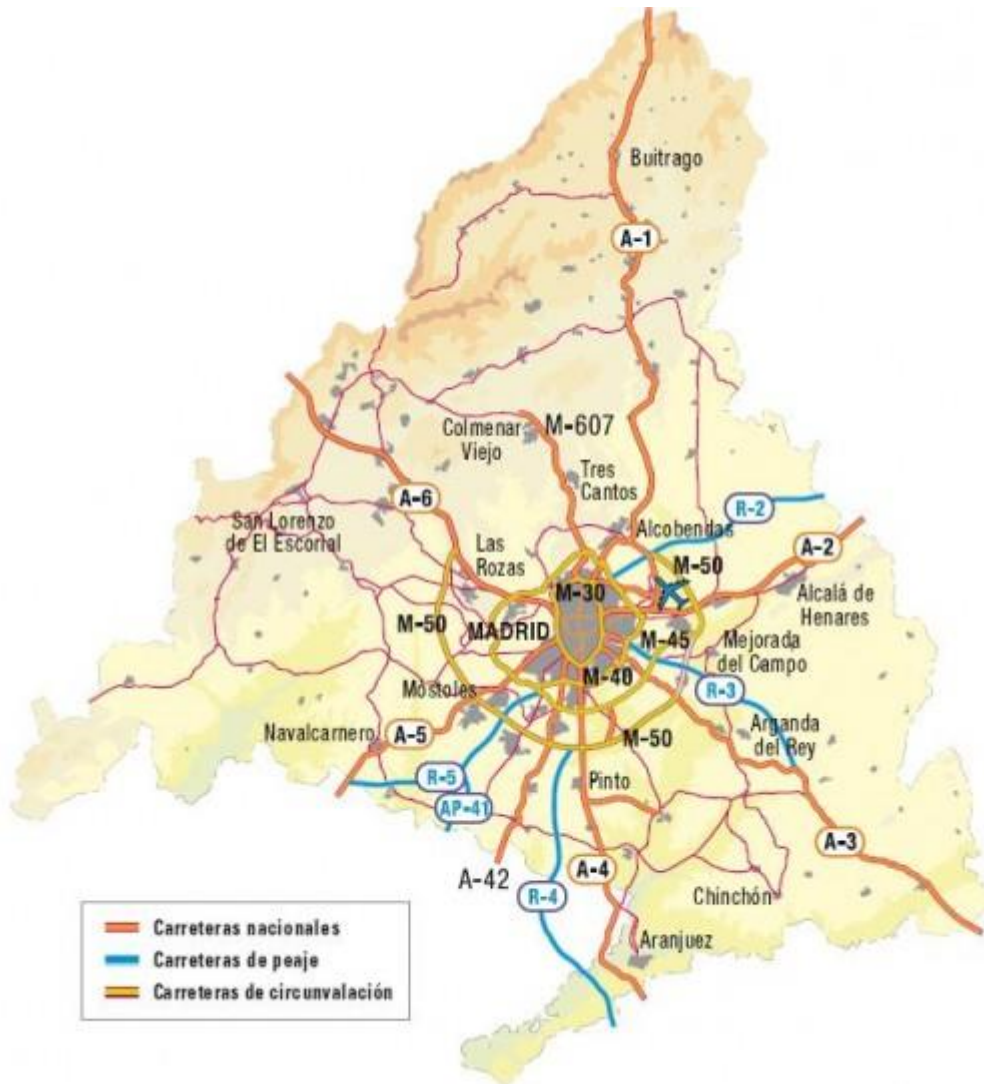 Buitrago
A-1
Colmenar
Viejo
M-607
Tres
Cantos
A-6
R-2
San Lorenzo
de El Escorial
Alcobendas
A-2
Las
Rozas
M-50
M-30
Alcalá de
Henares
M-50
MADRID
M-45
Mejorada
del Campo
M-40
R-3
Móstoles
Navalcarnero
A-5
M-50
Arganda
del Rey
R-5
Pinto
AP-41
A-3
A-42
A-4
R-4
Chinchón
Aranjuez
Carreteras nacionales
Carreteras de peaje
Carreteras de circunvalación